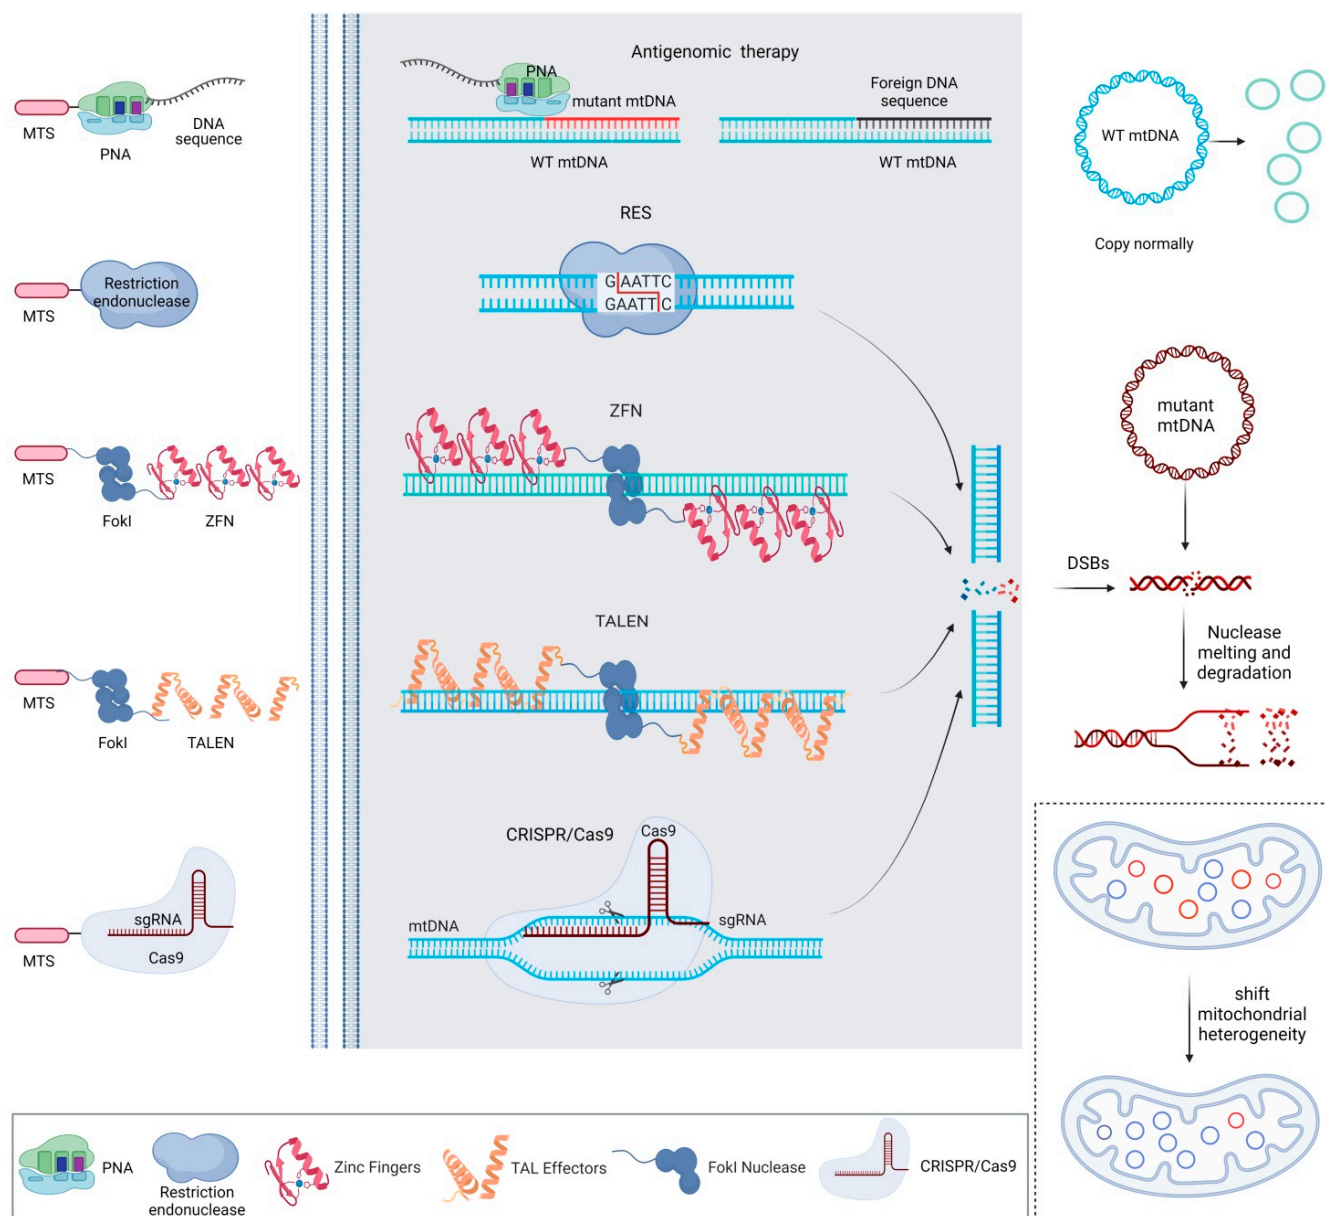 MTS
PNA
DNA
sequence
MTS
Restriction
endonuclease
MTS
FokI
ZFN
MTS
FokI
TALEN
MTS
sgRNA
Cas9
Antigenomic therapy
PNA
mutant mtDNA
WT mtDNA
Foreign DNA
sequence
WT mtDNA
RES
GAATTC
GAATTC
ZFN
TALEN
CRISPR/Cas9
Cas9
mtDNA
sgRNA
WT mtDNA
Copy normally
mutant
mtDNA
DSBs
Nuclease
melting and
degradation
shift
mitochondrial
heterogeneity
PNA
Restriction
endonuclease
Zinc Fingers
TAL Effectors
FokI Nuclease
CRISPR/Cas9